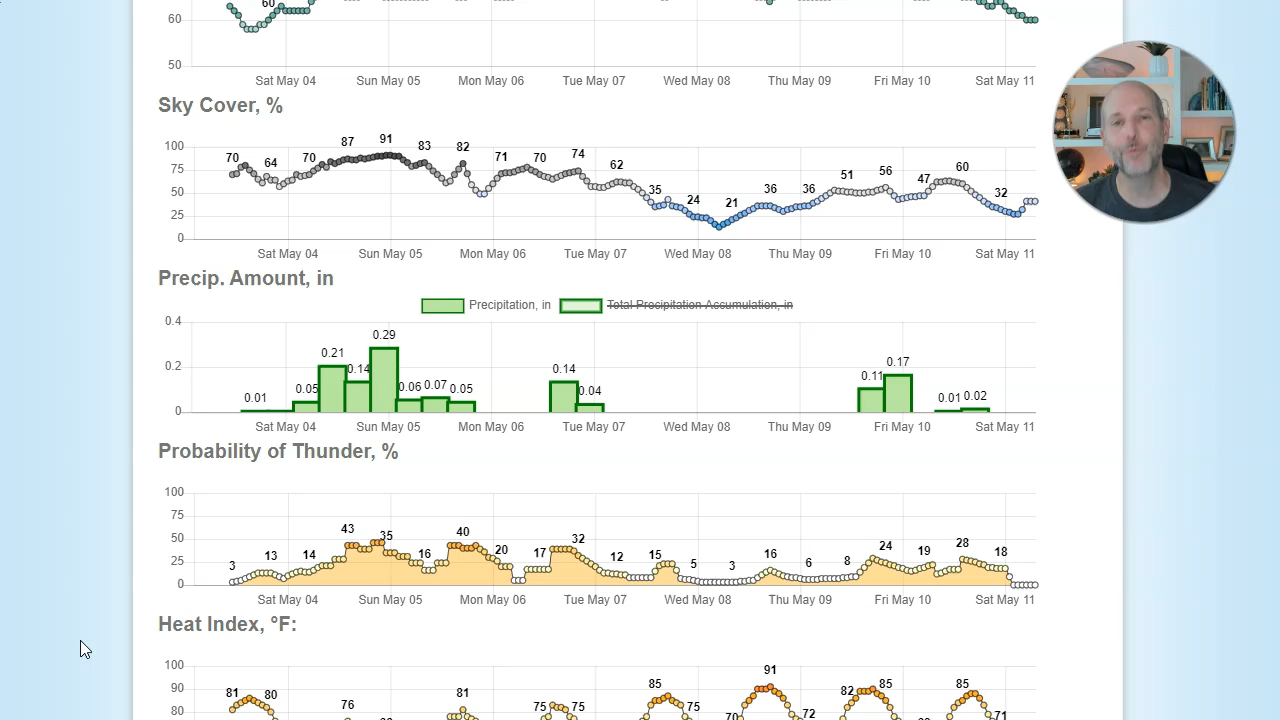 60
60
50
Sat May 04 Sun May 05 Mon May 06 Tue May 07 Wed May 08 Thu May 09 Fri May 10 Sat May 11
Sky Cover, %
100
75
50
25
0
70 64 70 87 91 83 82 71 70 74 62 35 24 21 36 36 51 56 47 60 32
Sat May 04 Sun May 05 Mon May 06 Tue May 07 Wed May 08 Thu May 09 Fri May 10 Sat May 11
Precip. Amount, in
Precipitation, in Total Precipitation Accumulation, in
0.4
0.2
0
0.01 0.05 0.21 0.14 0.29 0.06 0.07 0.05 0.14 0.04 0.11 0.17 0.01 0.02
Sat May 04 Sun May 05 Mon May 06 Tue May 07 Wed May 08 Thu May 09 Fri May 10 Sat May 11
Probability of Thunder, %
100
75
50
25
0
3 13 14 43 35 16 40 20 17 32 12 15 5 3 16 6 8 24 19 28 18
Sat May 04 Sun May 05 Mon May 06 Tue May 07 Wed May 08 Thu May 09 Fri May 10 Sat May 11
Heat Index, °F:
100
90
80
81 80 76 81 75 75 85 75 70 91 72 82 85 85 71